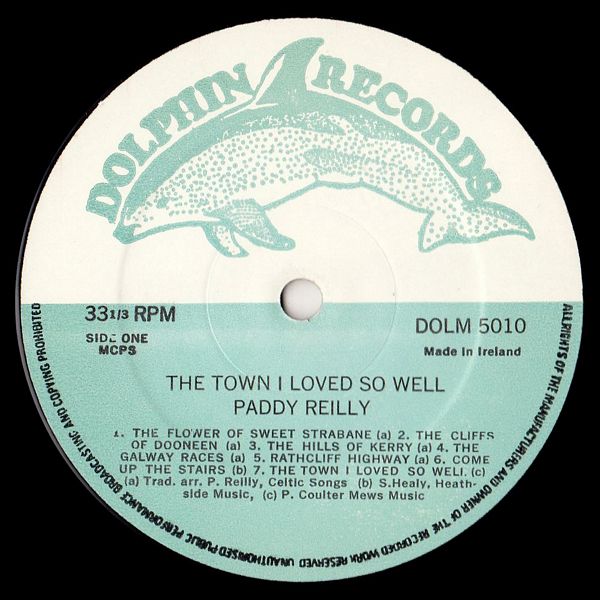 DOLPHIN RECORDS
33 1/3 RPM
SIDE ONE
MCPS
DOLM 5010
Made in Ireland
THE TOWN I LOVED SO WELL
PADDY REILLY
1. THE FLOWER OF SWEET STRABANE (a) 2. THE CLIFFS
OF DOONEEN (a) 3. THE HILLS OF KERRY (a) 4. THE
GALWAY RACES (a) 5. RATHCLIFF HIGHWAY (a) 6. COME
UP THE STAIRS (b) 7. THE TOWN I LOVED SO WELL (c)
(a) Trad. arr. P. Reilly, Celtic Songs (b) S.Healy, Heath-
side Music, (c) P. Coulter Mews Music
ALL RIGHTS OF THE MANUFACTURERS AND OWNER OF THE RECORDED WORK RESERVED UNAUTHORISED PUBLIC PERFORMANCE BROADCASTING AND COPYING PROHIBITED